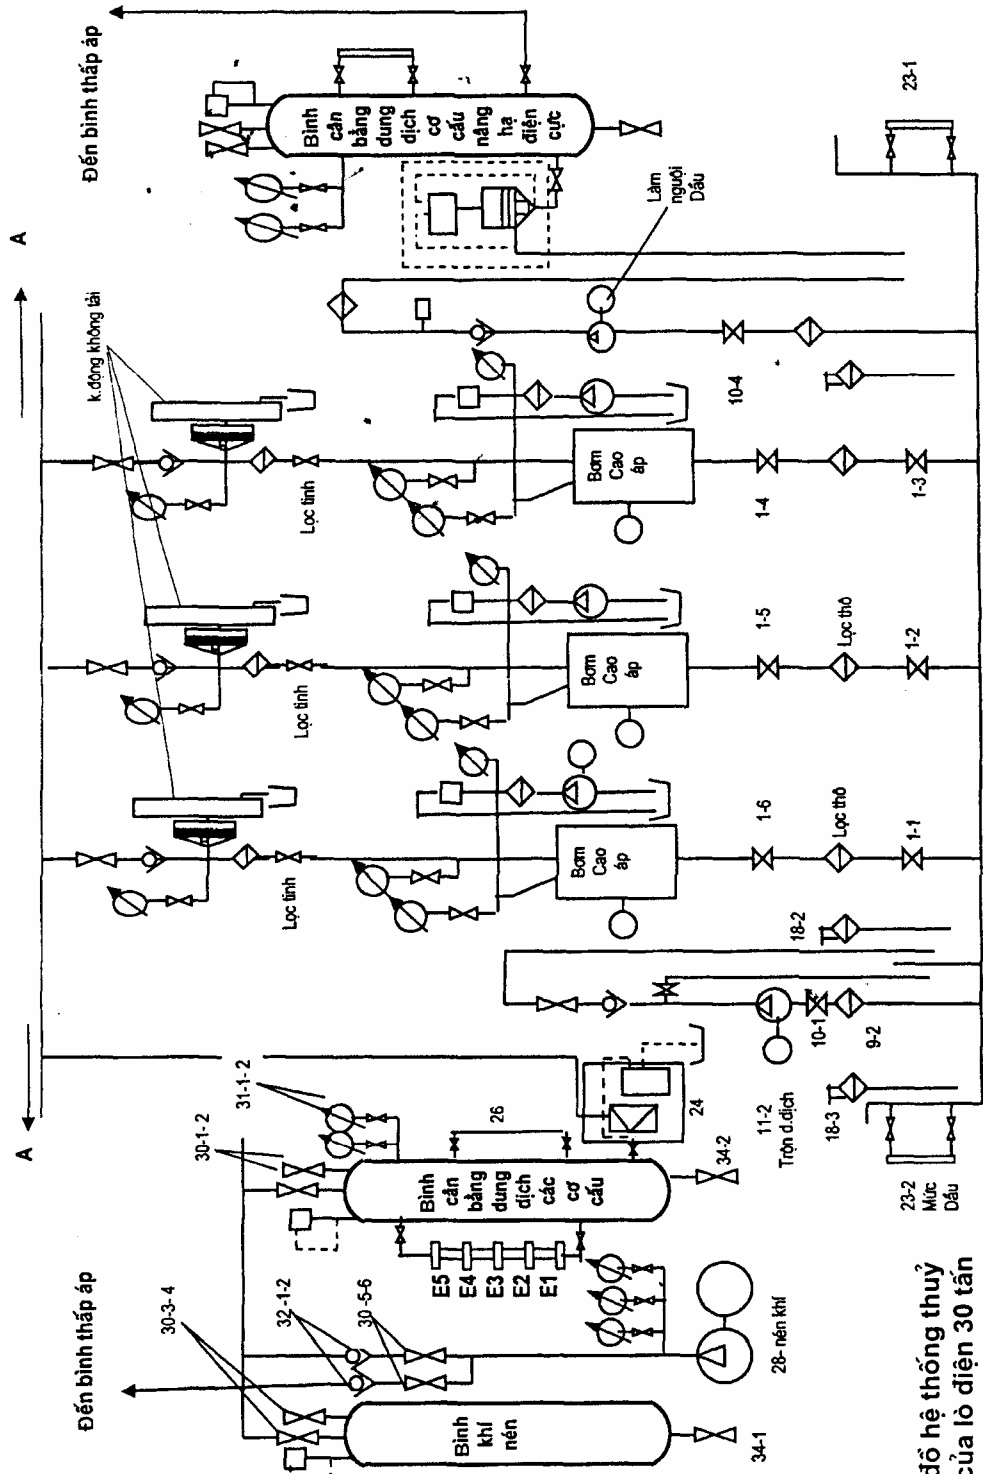 Đến bình thấp áp
Đến bình thấp áp
A
A
k.động không tải
30-3- 4
32 -1-2
30 -5-6
30-1- 2
31-1- 2
26
Bình
khí
nén
34-1
28- nén khí
E5
E4
E3
E2
E1
Bình
cân
bằng
dung
dịch
các
cơ
cấu
34-2
24
Lọc tinh
Lọc tinh
Lọc tinh
Bơm
Cao
áp
Bơm
Cao
áp
Bơm
Cao
áp
1-6
1-5
1-4
Lọc thô
Lọc thô
1-1
1-2
1-3
18-2
10-1
9-2
11-2
Trộn d.dịch
18-3
23-2
Mức
Dầu
10-4
Làm
nguội
Dầu
Bình
cân
bằng
dung
dịch
cơ
cấu
nâng
hạ
điện
cực
23-1
đồ hệ thống thuỷ
của lò điện 30 tấn